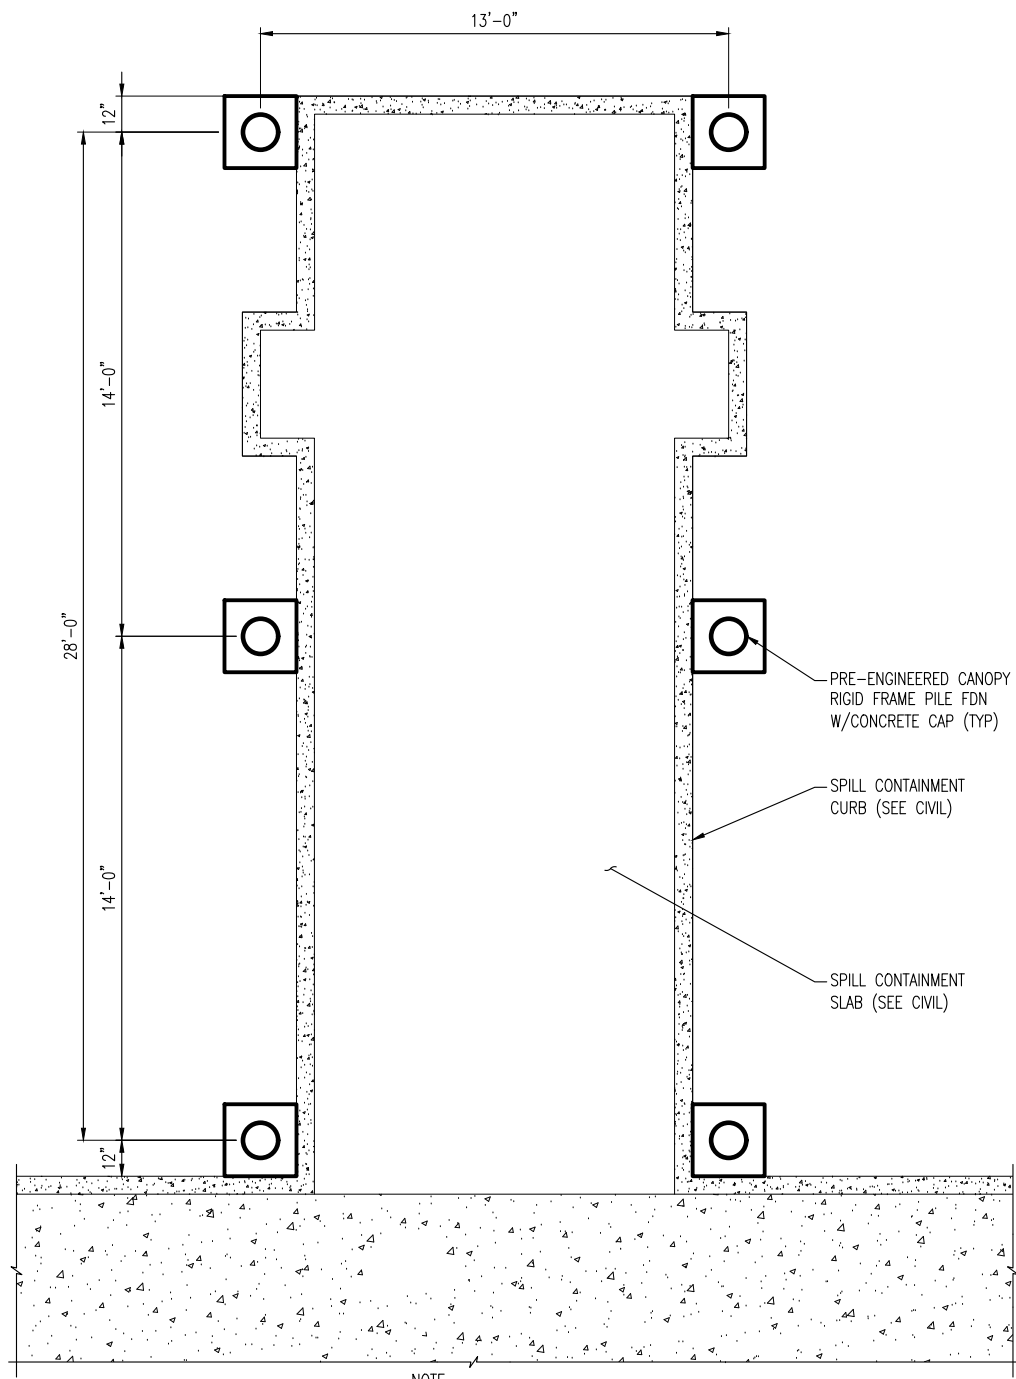 13'-0"
12"
14'-0"
28'-0"
PRE-ENGINEERED CANOPY
RIGID FRAME PILE FDN
W/CONCRETE CAP (TYP)
SPILL CONTAINMENT
CURB (SEE CIVIL)
14'-0"
SPILL CONTAINMENT
SLAB (SEE CIVIL)
12"
NOTE